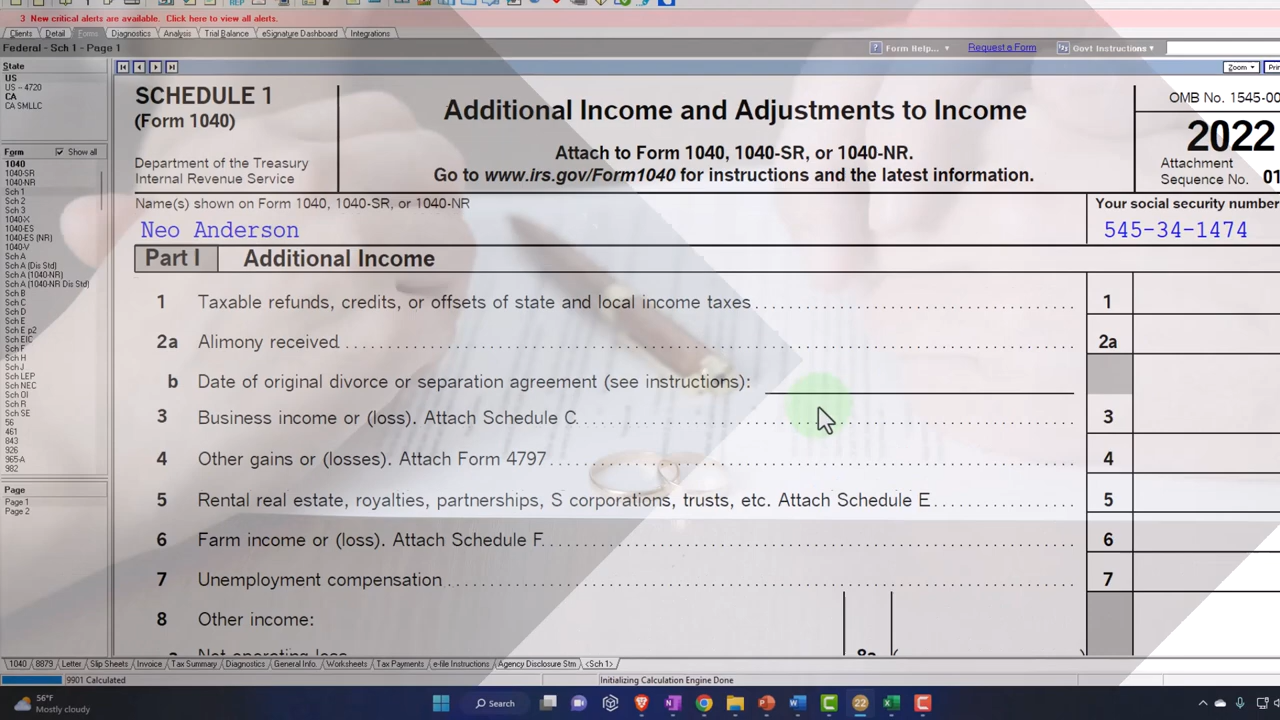 3 New critical alerts are available. Click here to view all alerts.
Clients Detail Forms Diagnostics Analysis Trial Balance eSignature Dashboard Integrations
Federal - Sch 1 - Page 1
Form Help... Request a Form Govt Instructions
State
US
US - 4720
CA
CA SMLLC
Form Show all
1040
1040-SR
1040-NR
Sch 1
Sch 2
Sch 3
1040-X
1040-ES
1040-ES (NR)
1040-V
Sch A
Sch A (Dis Std)
Sch A (1040-NR)
Sch A (1040-NR Dis Std)
Sch B
Sch C
Sch D
Sch E
Sch E p2
Sch EIC
Sch F
Sch H
Sch J
Sch LEP
Sch NEC
Sch OI
Sch R
Sch SE
56
461
843
926
965-A
982
Page
Page 1
Page 2
Zoom
SCHEDULE 1
(Form 1040)
Department of the Treasury
Internal Revenue Service
Additional Income and Adjustments to Income
Attach to Form 1040, 1040-SR, or 1040-NR.
Go to www.irs.gov/Form1040 for instructions and the latest information.
OMB No. 1545-00
2022
Attachment
Sequence No. 01
Name(s) shown on Form 1040, 1040-SR, or 1040-NR
Your social security number
Neo Anderson
545-34-1474
Part I Additional Income
1 Taxable refunds, credits, or offsets of state and local income taxes 1
2a Alimony received 2a
b Date of original divorce or separation agreement (see instructions):
3 Business income or (loss). Attach Schedule C 3
4 Other gains or (losses). Attach Form 4797 4
5 Rental real estate, royalties, partnerships, S corporations, trusts, etc. Attach Schedule E 5
6 Farm income or (loss). Attach Schedule F 6
7 Unemployment compensation 7
8 Other income:
a Net operating loss 8a (
1040 8879 Letter Slip Sheets Invoice Tax Summary Diagnostics General Info. Worksheets Tax Payments e-file Instructions Agency Disclosure Stm <Sch 1>
9901 Calculated
Initializing Calculation Engine Done
56°F
Mostly cloudy
Search
22